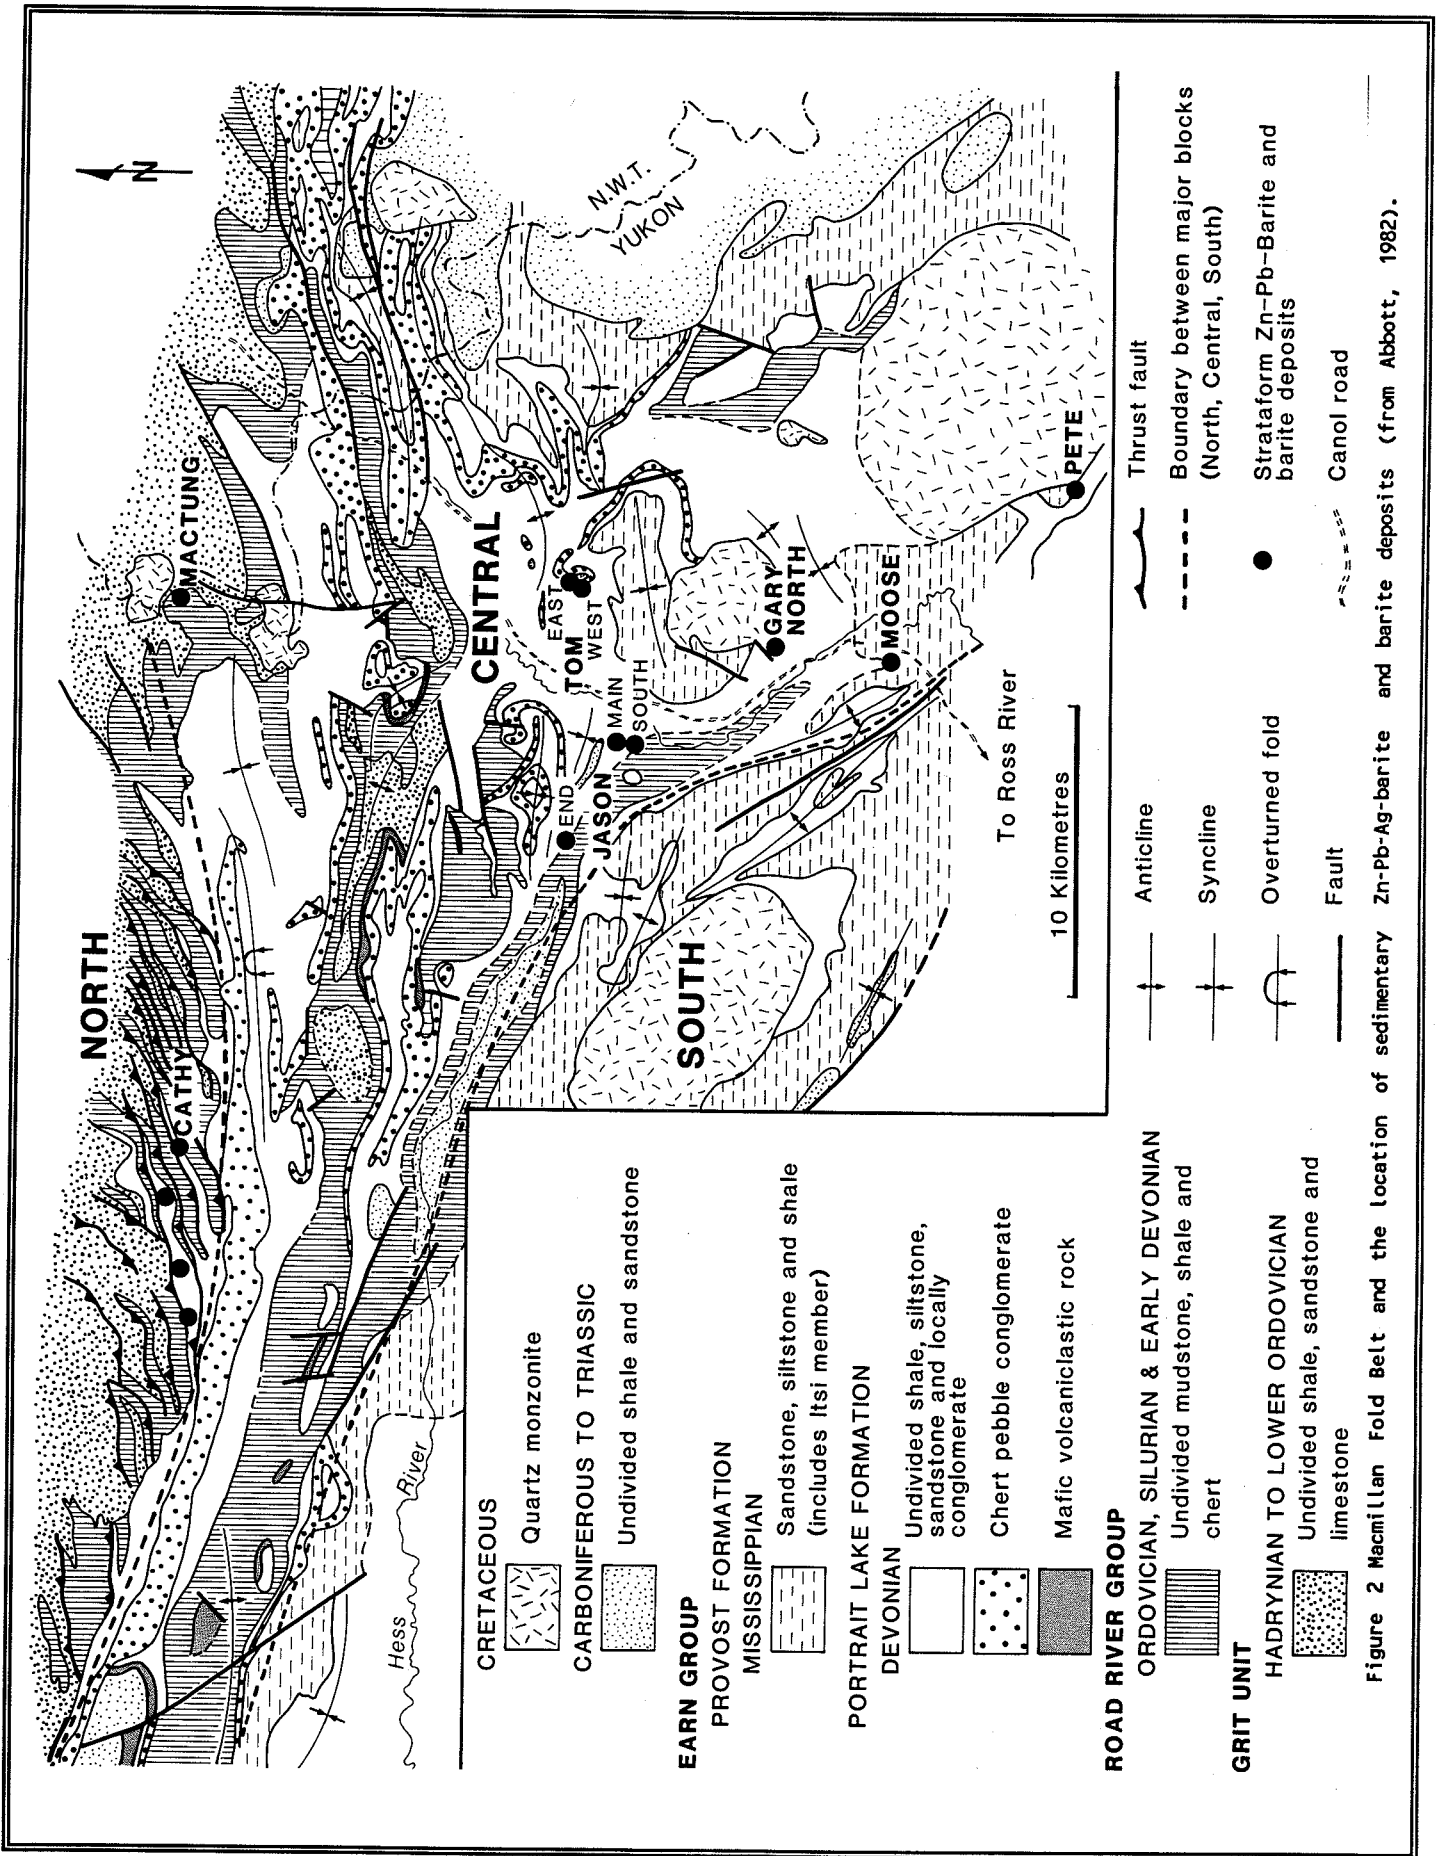 N
NORTH
MACTUNG
CATHY
CENTRAL
N.W.T.
YUKON
EAST
TOM
WEST
MAIN
SOUTH
END
JASON
GARY
NORTH
MOOSE
PETE
SOUTH
Hess River
To Ross River
10 Kilometres
CRETACEOUS
Quartz monzonite
CARBONIFEROUS TO TRIASSIC
Undivided shale and sandstone
EARN GROUP
PROVOST FORMATION
MISSISSIPPIAN
Sandstone, siltstone and shale
(includes Itsi member)
PORTRAIT LAKE FORMATION
DEVONIAN
Undivided shale, siltstone,
sandstone and locally
conglomerate
Chert pebble conglomerate
Mafic volcaniclastic rock
ROAD RIVER GROUP
ORDOVICIAN, SILURIAN & EARLY DEVONIAN
Undivided mudstone, shale and
chert
GRIT UNIT
HADRYNIAN TO LOWER ORDOVICIAN
Undivided shale, sandstone and
limestone
Anticline
Syncline
Overturned fold
Fault
Thrust fault
Boundary between major blocks
(North, Central, South)
Strataform Zn-Pb-Barite and
barite deposits
Canol road
Figure 2 Macmillan Fold Belt and the location of sedimentary Zn-Pb-Ag-barite and barite deposits (from Abbott, 1982).